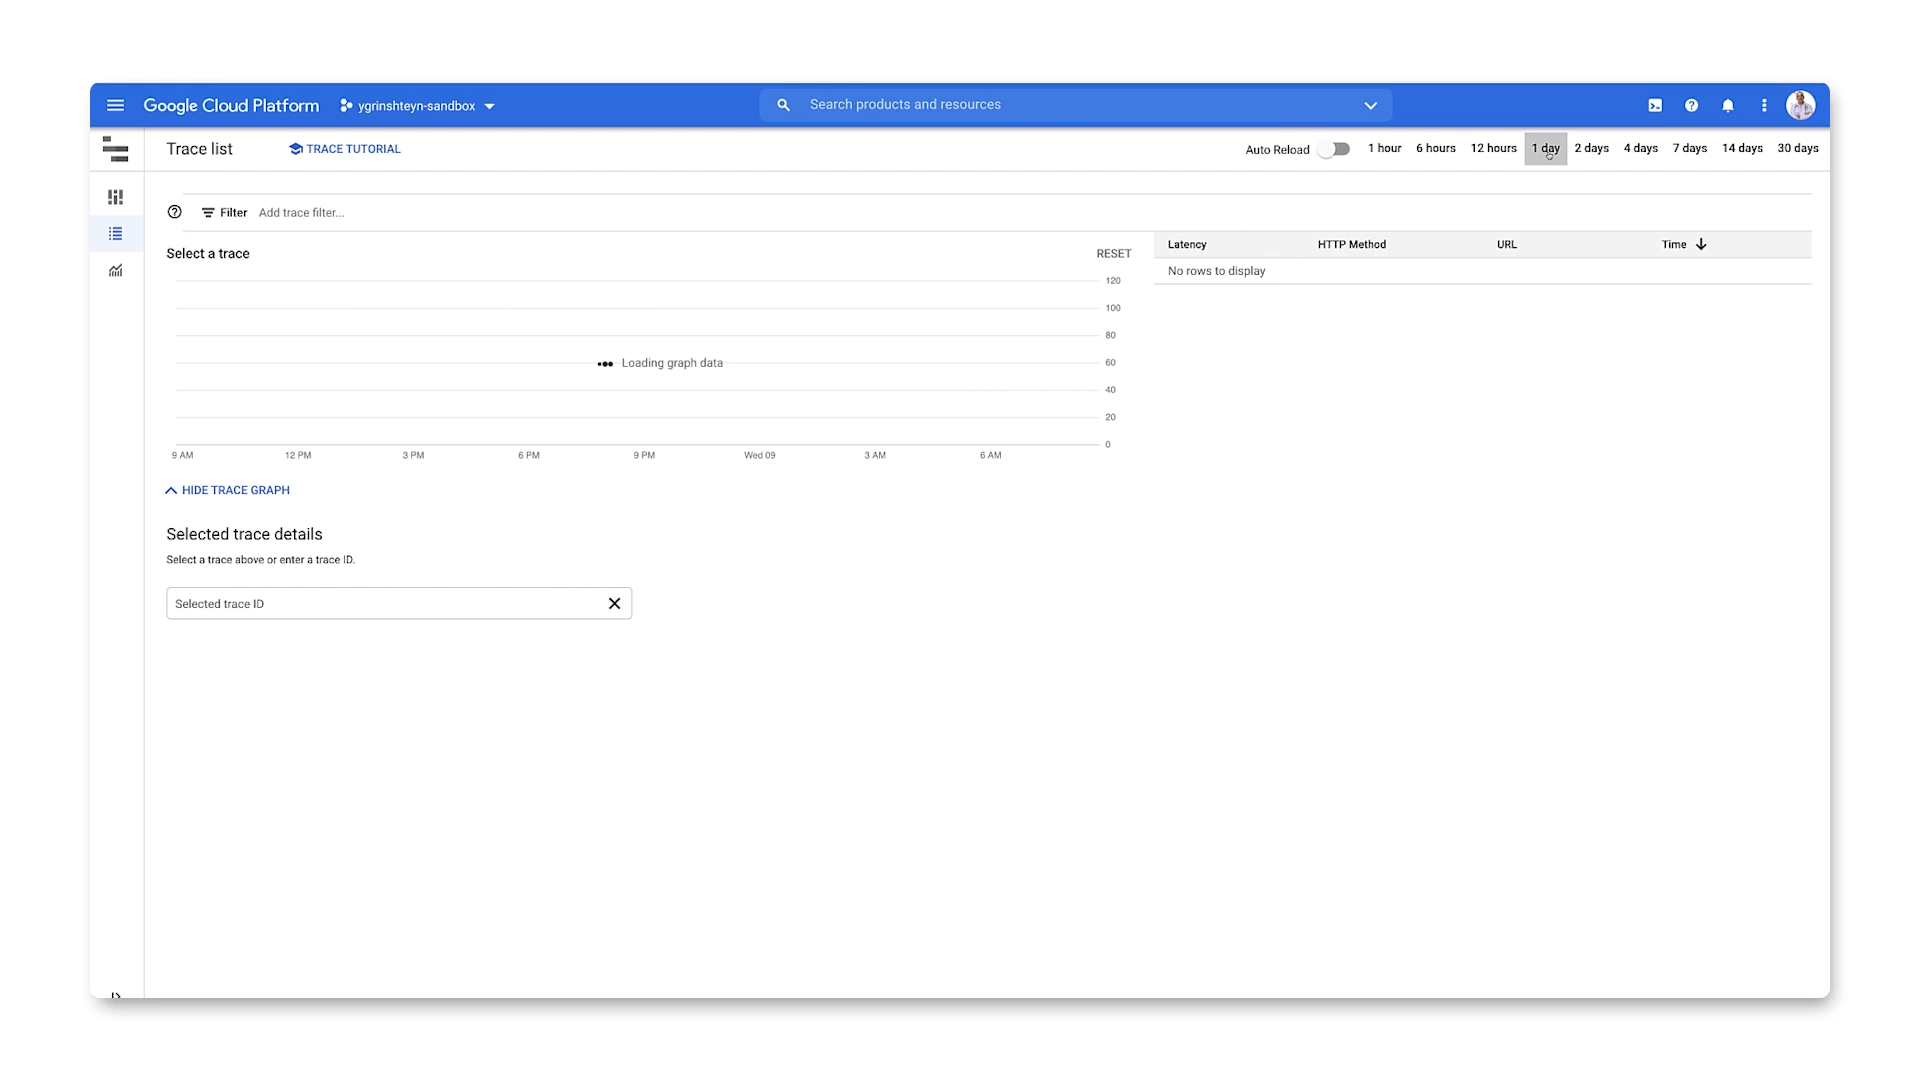 Google Cloud Platform
ygrinshteyn-sandbox
Search products and resources
Trace list
TRACE TUTORIAL
Auto Reload
1 hour
6 hours
12 hours
1 day
2 days
4 days
7 days
14 days
30 days
Filter
Add trace filter...
Select a trace
RESET
120
100
80
60
40
20
0
Loading graph data
9 AM
12 PM
3 PM
6 PM
9 PM
Wed 09
3 AM
6 AM
Latency
HTTP Method
URL
Time
No rows to display
HIDE TRACE GRAPH
Selected trace details
Select a trace above or enter a trace ID.
Selected trace ID